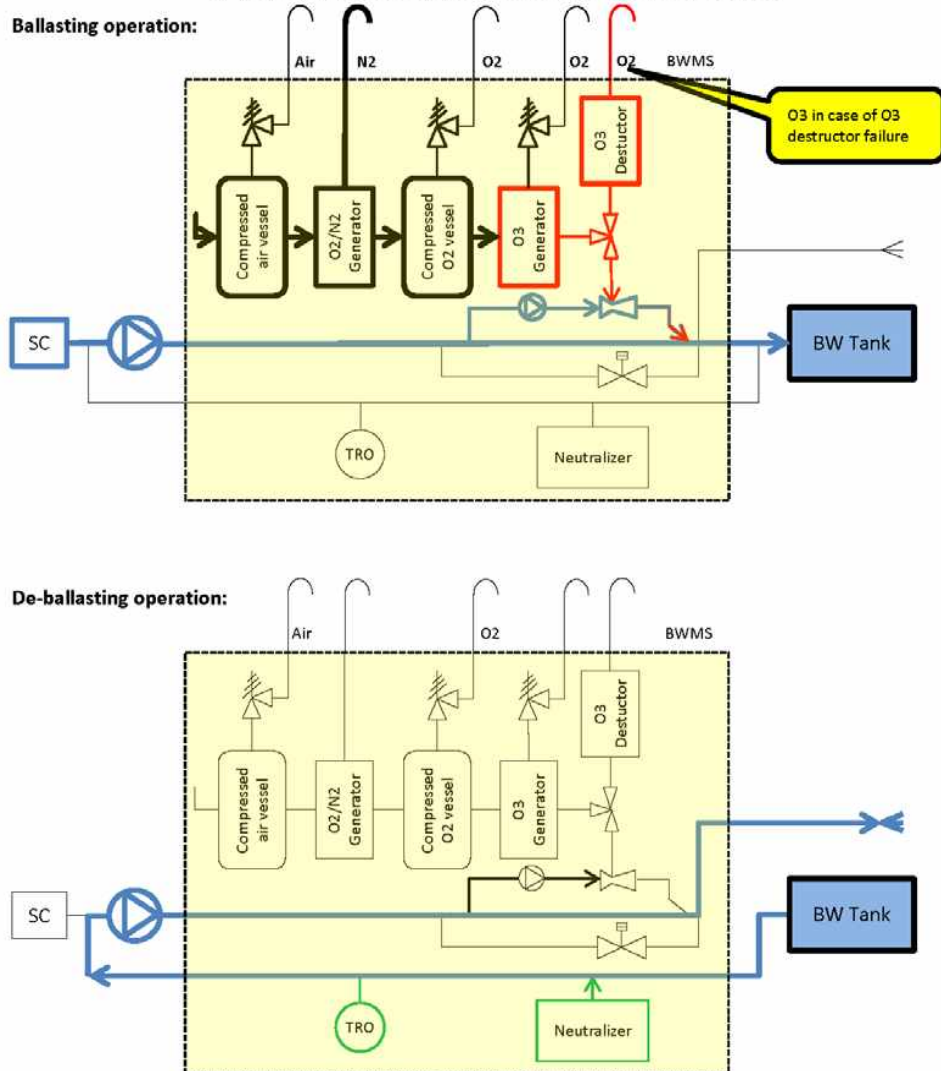 Ballasting operation:
Air
N2
O2
O2
O2
BWMS
O3 in case of O3
destructor failure
Compressed
air vessel
O2/N2
Generator
Compressed
O2 vessel
O3
Generator
O3
Destuctor
SC
BW Tank
TRO
Neutralizer
De-ballasting operation:
Air
O2
BWMS
Compressed
air vessel
O2/N2
Generator
Compressed
O2 vessel
O3
Generator
O3
Destuctor
SC
BW Tank
TRO
Neutralizer